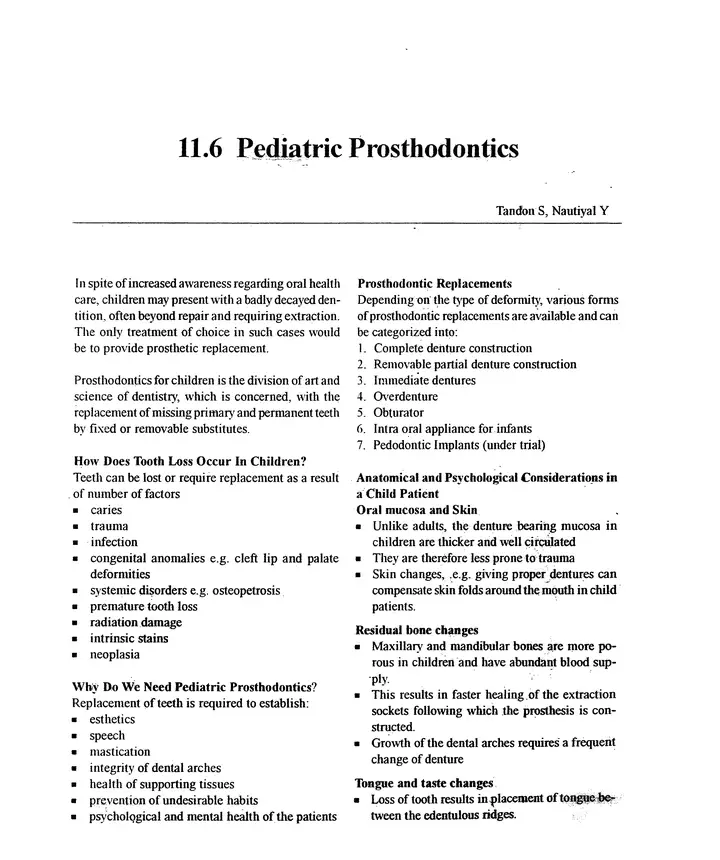 11.6 Pediatric Prosthodontics
Tandon S, Nautiyal Y
In spite of increased awareness regarding oral health
care, children may present with a badly decayed den-
tition, often beyond repair and requiring extraction.
The only treatment of choice in such cases would
be to provide prosthetic replacement.
Prosthodontics for children is the division of art and
science of dentistry, which is concerned, with the
replacement of missing primary and permanent teeth
by fixed or removable substitutes.
How Does Tooth Loss Occur In Children?
Teeth can be lost or require replacement as a result
of number of factors
▪ caries
▪ trauma
▪ infection
▪ congenital anomalies e.g. cleft lip and palate
deformities
▪ systemic disorders e.g. osteopetrosis
▪ premature tooth loss
▪ radiation damage
▪ intrinsic stains
▪ neoplasia
Why Do We Need Pediatric Prosthodontics?
Replacement of teeth is required to establish:
▪ esthetics
▪ speech
▪ mastication
▪ integrity of dental arches
▪ health of supporting tissues
▪ prevention of undesirable habits
▪ psychological and mental health of the patients
Prosthodontic Replacements
Depending on the type of deformity, various forms
of prosthodontic replacements are available and can
be categorized into:
1. Complete denture construction
2. Removable partial denture construction
3. Immediate dentures
4. Overdenture
5. Obturator
6. Intra oral appliance for infants
7. Pedodontic Implants (under trial)
Anatomical and Psychological Considerations in
a Child Patient
Oral mucosa and Skin
▪ Unlike adults, the denture bearing mucosa in
children are thicker and well circulated
▪ They are therefore less prone to trauma
▪ Skin changes, e.g. giving proper dentures can
compensate skin folds around the mouth in child
patients.
Residual bone changes
▪ Maxillary and mandibular bones are more po-
rous in children and have abundant blood sup-
ply.
▪ This results in faster healing of the extraction
sockets following which the prosthesis is con-
structed.
▪ Growth of the dental arches requires a frequent
change of denture
Tongue and taste changes
▪ Loss of tooth results in placement of tongue be-
tween the edentulous ridges.